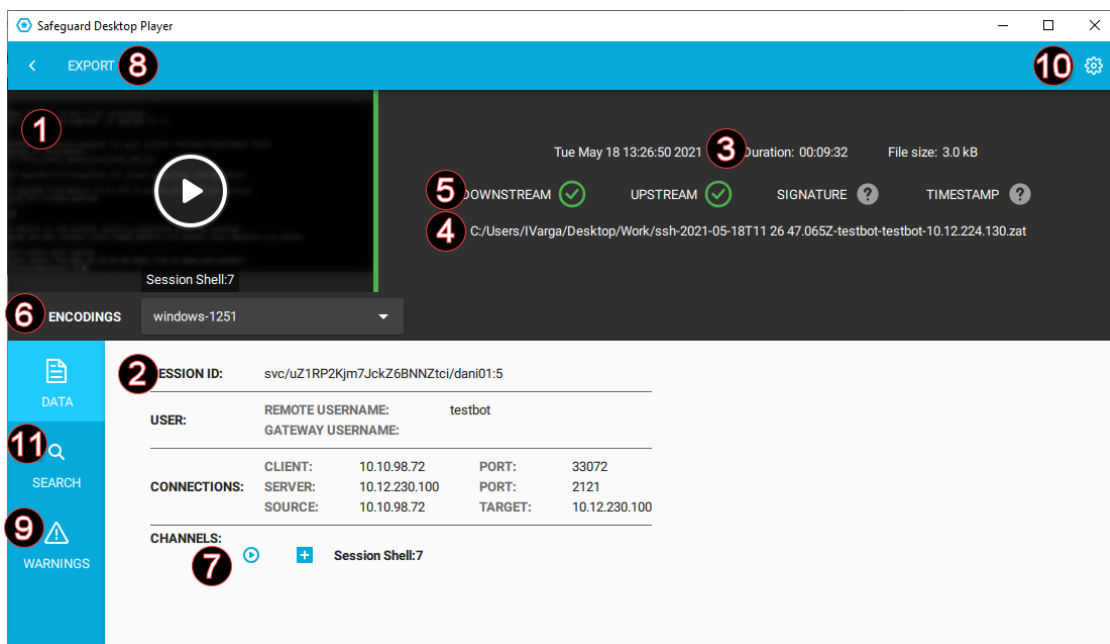 Safeguard Desktop Player
EXPORT 8
10
1
Tue May 18 13:26:50 2021 3 Duration: 00:09:32 File size: 3.0 kB
5 DOWNSTREAM UPSTREAM SIGNATURE ? TIMESTAMP ?
4 C:/Users/IVarga/Desktop/Work/ssh-2021-05-18T11 26 47.065Z-testbot-testbot-10.12.224.130.zat
Session Shell:7
6 ENCODINGS windows-1251
DATA
2 SESSION ID: svc/uZ1RP2Kjm7JckZ6BNNZtci/dani01:5
USER: REMOTE USERNAME: testbot
GATEWAY USERNAME:
11
SEARCH
CLIENT: 10.10.98.72 PORT: 33072
CONNECTIONS: SERVER: 10.12.230.100 PORT: 2121
SOURCE: 10.10.98.72 TARGET: 10.12.230.100
9
WARNINGS
CHANNELS:
7 Session Shell:7